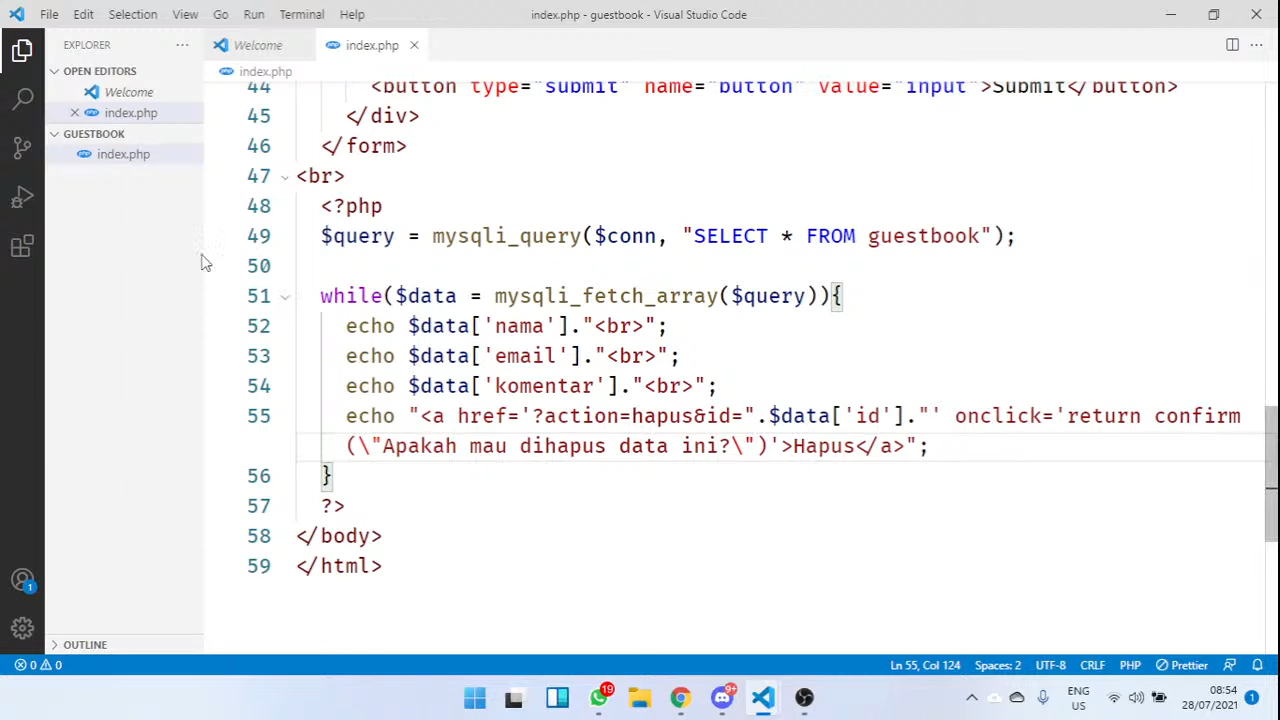 File Edit Selection View Go Run Terminal Help index.php - guestbook - Visual Studio Code
EXPLORER ··· Welcome index.php
OPEN EDITORS index.php
Welcome
index.php
GUESTBOOK
index.php
44 <button type="submit" name="button" value="input">Submit</button>
45 </div>
46 </form>
47 <br>
48 <?php
49 $query = mysqli_query($conn, "SELECT * FROM guestbook");
50
51 while($data = mysqli_fetch_array($query)){
52 echo $data['nama']."<br>";
53 echo $data['email']."<br>";
54 echo $data['komentar']."<br>";
55 echo "<a href='?action=hapus&id=".$data['id']."' onclick='return confirm
(\"Apakah mau dihapus data ini?\")'>Hapus</a>";
56 }
57 ?>
58 </body>
59 </html>
1
OUTLINE
0 0 Ln 55, Col 124 Spaces: 2 UTF-8 CRLF PHP Prettier
19 9+ ENG
US 08:54
28/07/2021 1